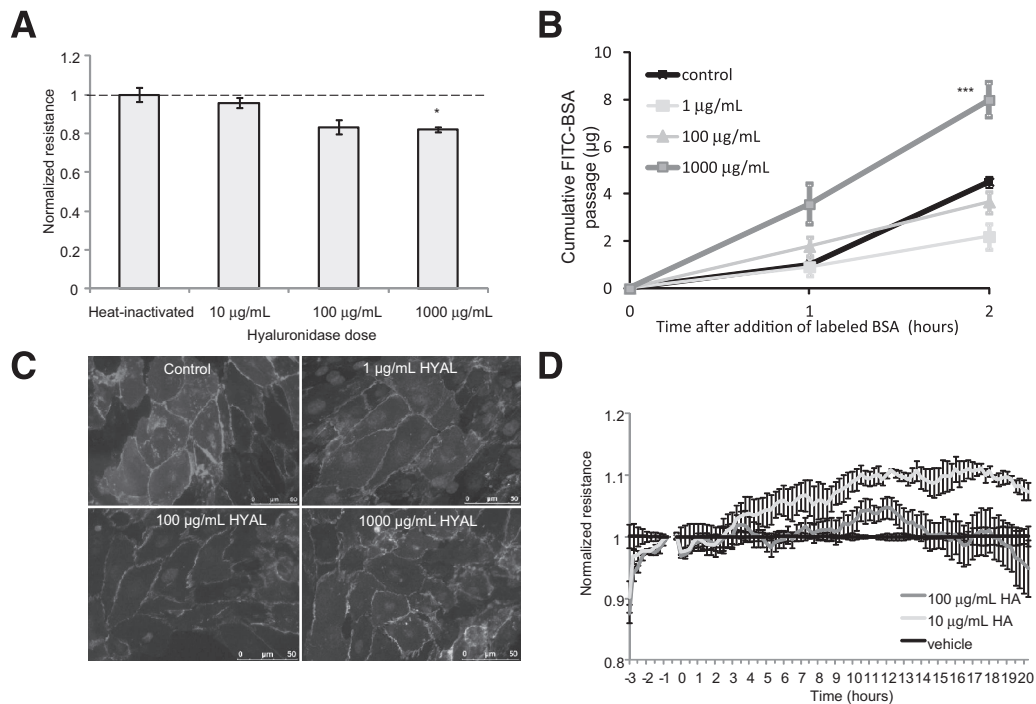 A
Normalized resistance
1.2
1
0.8
0.6
0.4
0.2
0
*
Heat-inactivated 10 µg/mL 100 µg/mL 1000 µg/mL
Hyaluronidase dose
B
Cumulative FITC-BSA
passage (µg)
10
8
6
4
2
0
control
1 µg/mL
100 µg/mL
1000 µg/mL
***
0 1 2
Time after addition of labeled BSA (hours)
C
Control
0 µm 50
1 µg/mL HYAL
0 µm 50
100 µg/mL HYAL
0 µm 50
1000 µg/mL HYAL
0 µm 50
D
Normalized resistance
1.2
1.1
1
0.9
0.8
100 µg/mL HA
10 µg/mL HA
vehicle
-3 -2 -1 0 1 2 3 4 5 6 7 8 9 10 11 12 13 14 15 16 17 18 19 20
Time (hours)